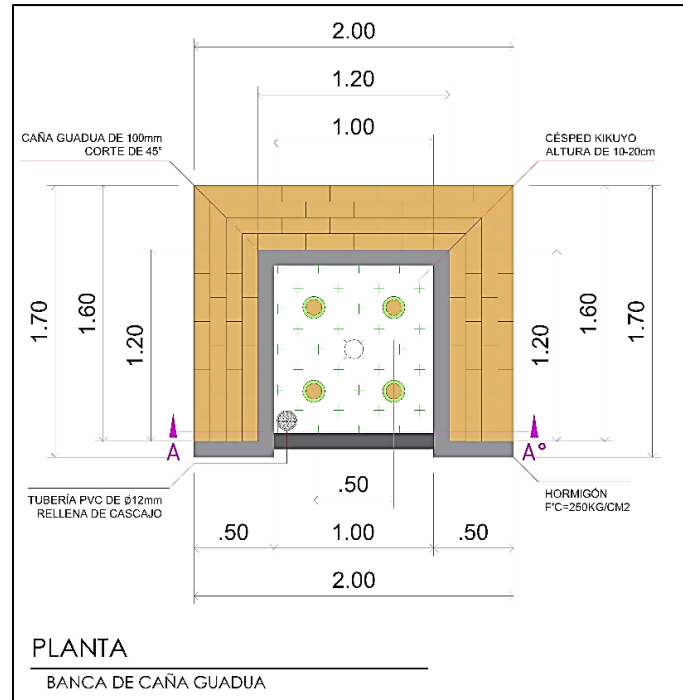 2.00
1.20
1.00
CAÑA GUADUA DE 100mm
CORTE DE 45°
CÉSPED KIKUYO
ALTURA DE 10-20cm
1.70
1.60
1.20
1.20
1.60
1.70
A
A°
TUBERÍA PVC DE Ø12mm
RELLENA DE CASCAJO
.50
HORMIGÓN
F'C=250KG/CM2
.50
1.00
.50
2.00
PLANTA
BANCA DE CAÑA GUADUA